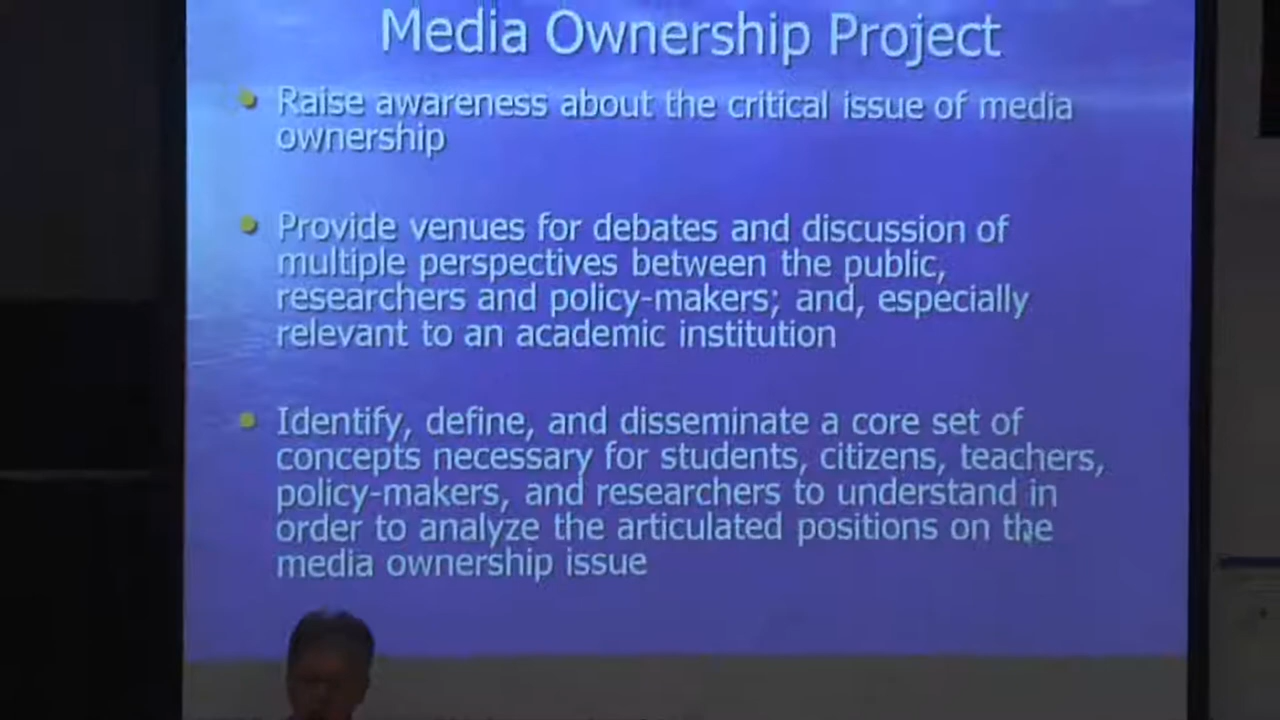 Media Ownership Project
Raise awareness about the critical issue of media
ownership
Provide venues for debates and discussion of
multiple perspectives between the public,
researchers and policy-makers; and, especially
relevant to an academic institution
Identify, define, and disseminate a core set of
concepts necessary for students, citizens, teachers,
policy-makers, and researchers to understand in
order to analyze the articulated positions on the
media ownership issue